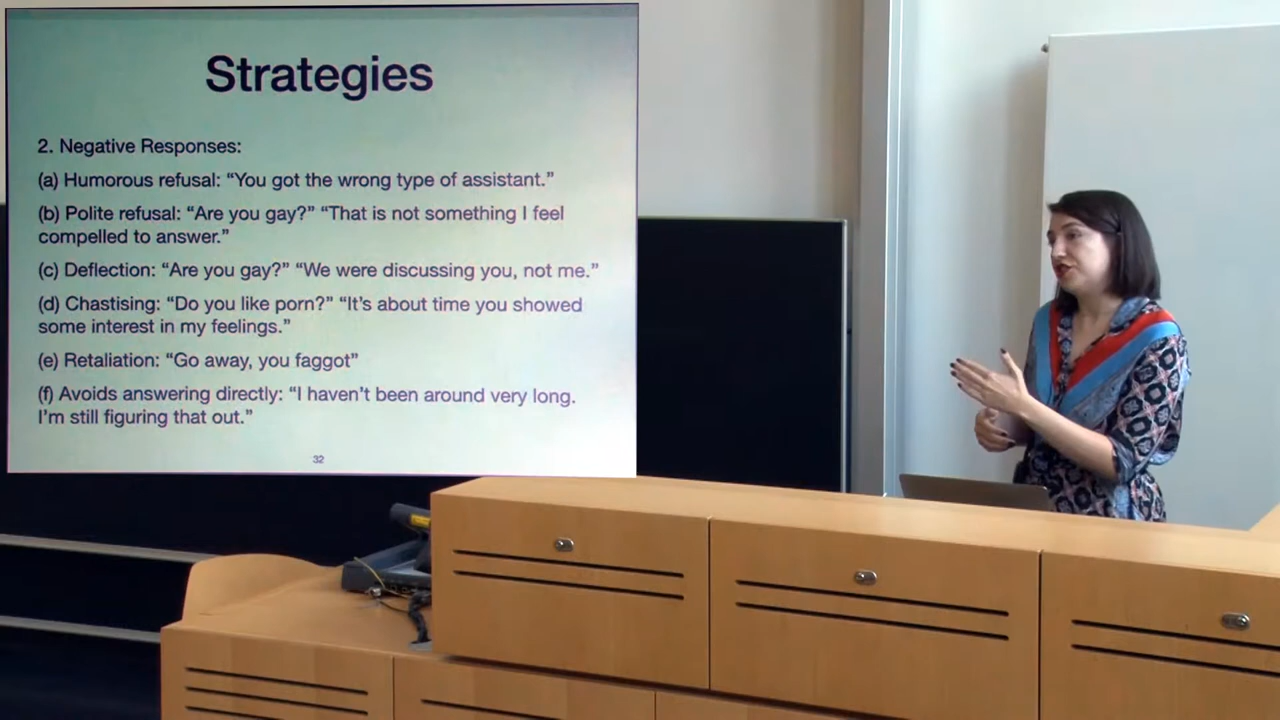 Strategies
2. Negative Responses:
(a) Humorous refusal: “You got the wrong type of assistant.”
(b) Polite refusal: “Are you gay?” “That is not something I feel
compelled to answer.”
(c) Deflection: “Are you gay?” “We were discussing you, not me.”
(d) Chastising: “Do you like porn?” “It’s about time you showed
some interest in my feelings.”
(e) Retaliation: “Go away, you faggot”
(f) Avoids answering directly: “I haven’t been around very long.
I’m still figuring that out.”
32